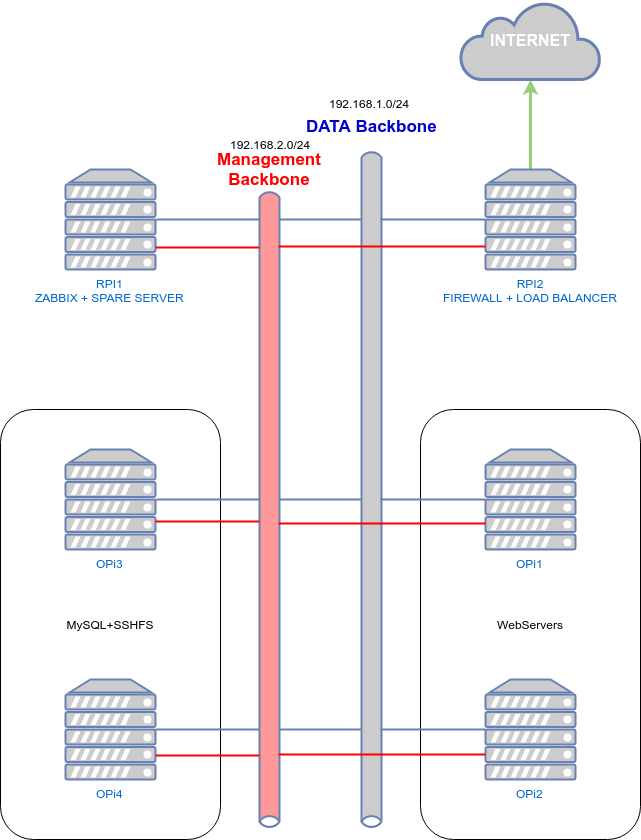 INTERNET
192.168.1.0/24
DATA Backbone
192.168.2.0/24
Management
Backbone
RPI1
ZABBIX + SPARE SERVER
RPI2
FIREWALL + LOAD BALANCER
OPi3
OPi1
MySQL+SSHFS
WebServers
OPi4
OPi2